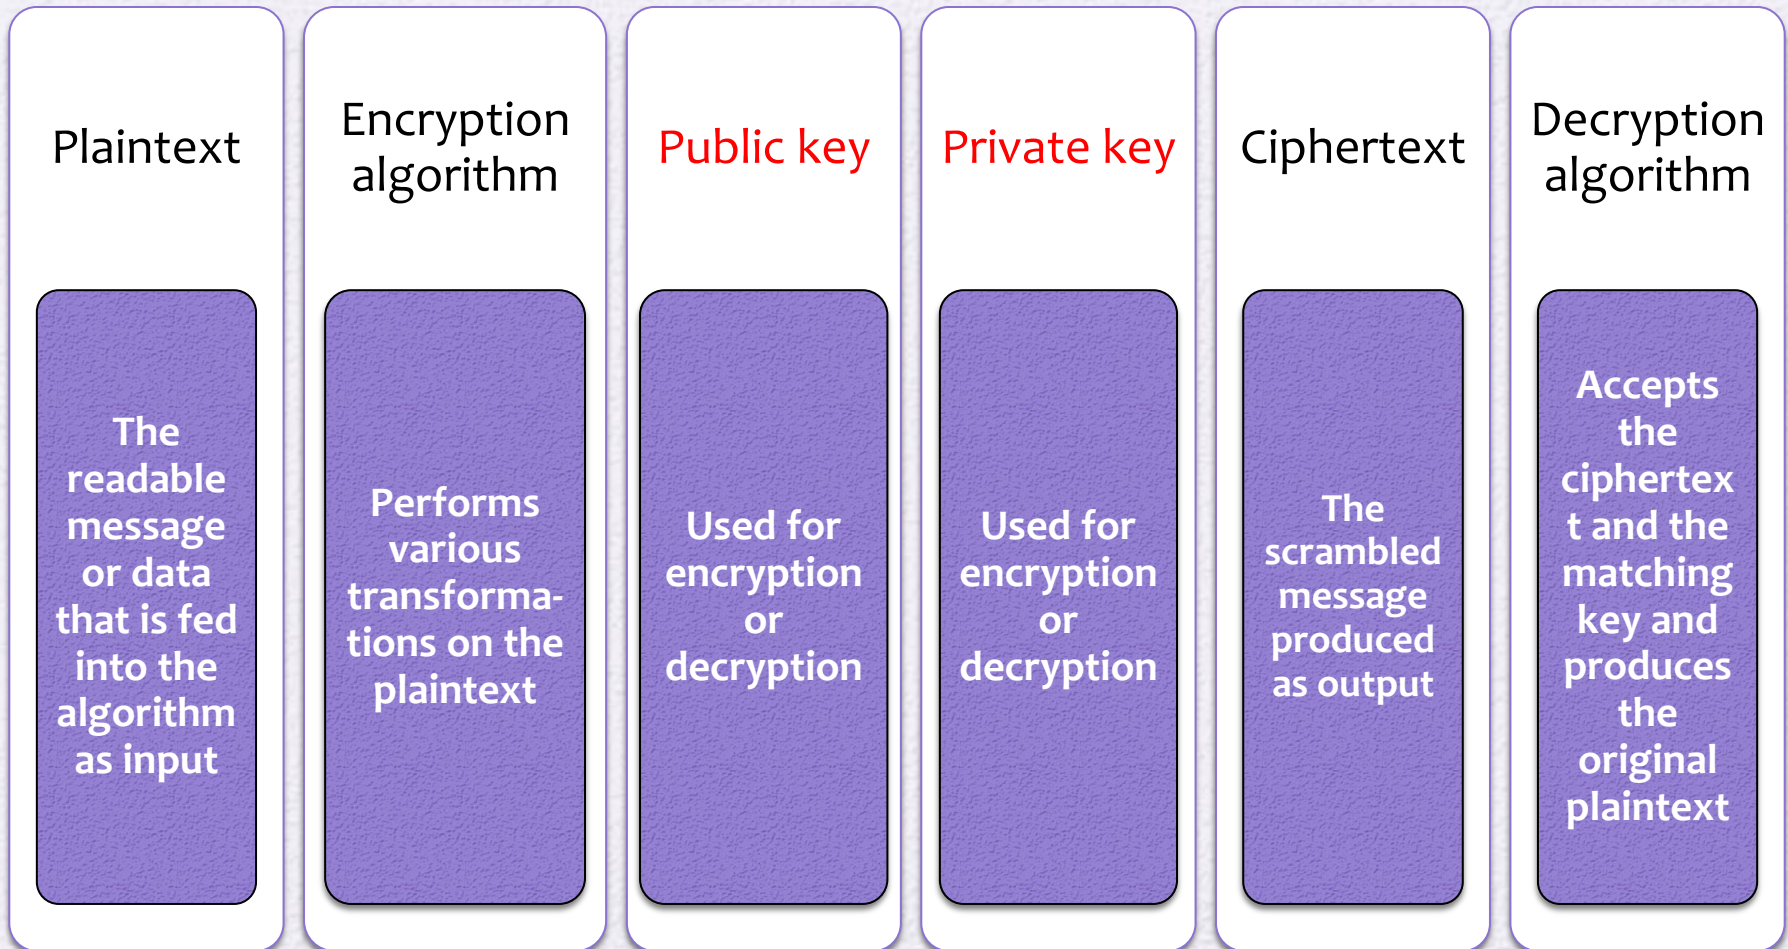 Plaintext
The
readable
message
or data
that is fed
into the
algorithm
as input
Encryption
algorithm
Performs
various
transforma-
tions on the
plaintext
Public key
Used for
encryption
or
decryption
Private key
Used for
encryption
or
decryption
Ciphertext
The
scrambled
message
produced
as output
Decryption
algorithm
Accepts
the
ciphertex
t and the
matching
key and
produces
the
original
plaintext